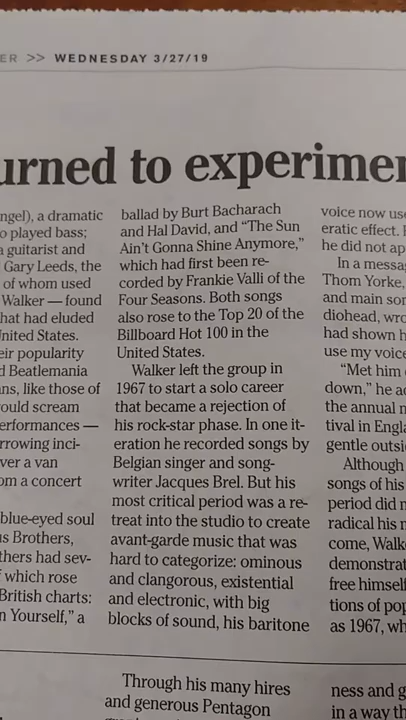 ER >> WEDNESDAY 3/27/19
urned to experimen
ngel), a dramatic
o played bass;
a guitarist and
Gary Leeds, the
of whom used
Walker — found
hat had eluded
United States.
eir popularity
d Beatlemania
ans, like those of
ould scream
erformances —
rrowing inci-
ver a van
om a concert
blue-eyed soul
us Brothers,
thers had sev-
f which rose
British charts:
n Yourself,” a
ballad by Burt Bacharach
and Hal David, and “The Sun
Ain’t Gonna Shine Anymore,”
which had first been re-
corded by Frankie Valli of the
Four Seasons. Both songs
also rose to the Top 20 of the
Billboard Hot 100 in the
United States.
Walker left the group in
1967 to start a solo career
that became a rejection of
his rock-star phase. In one it-
eration he recorded songs by
Belgian singer and song-
writer Jacques Brel. But his
most critical period was a re-
treat into the studio to create
avant-garde music that was
hard to categorize: ominous
and clangorous, existential
and electronic, with big
blocks of sound, his baritone
voice now use
eratic effect.
he did not ap
In a messa
Thom Yorke,
and main son
diohead, wro
had shown h
use my voice
“Met him
down,” he a
the annual m
tival in Engla
gentle outsi
Although
songs of his
period did n
radical his m
come, Walk
demonstrat
free himself
tions of pop
as 1967, wh
Through his many hires
and generous Pentagon
ness and g
in a way th